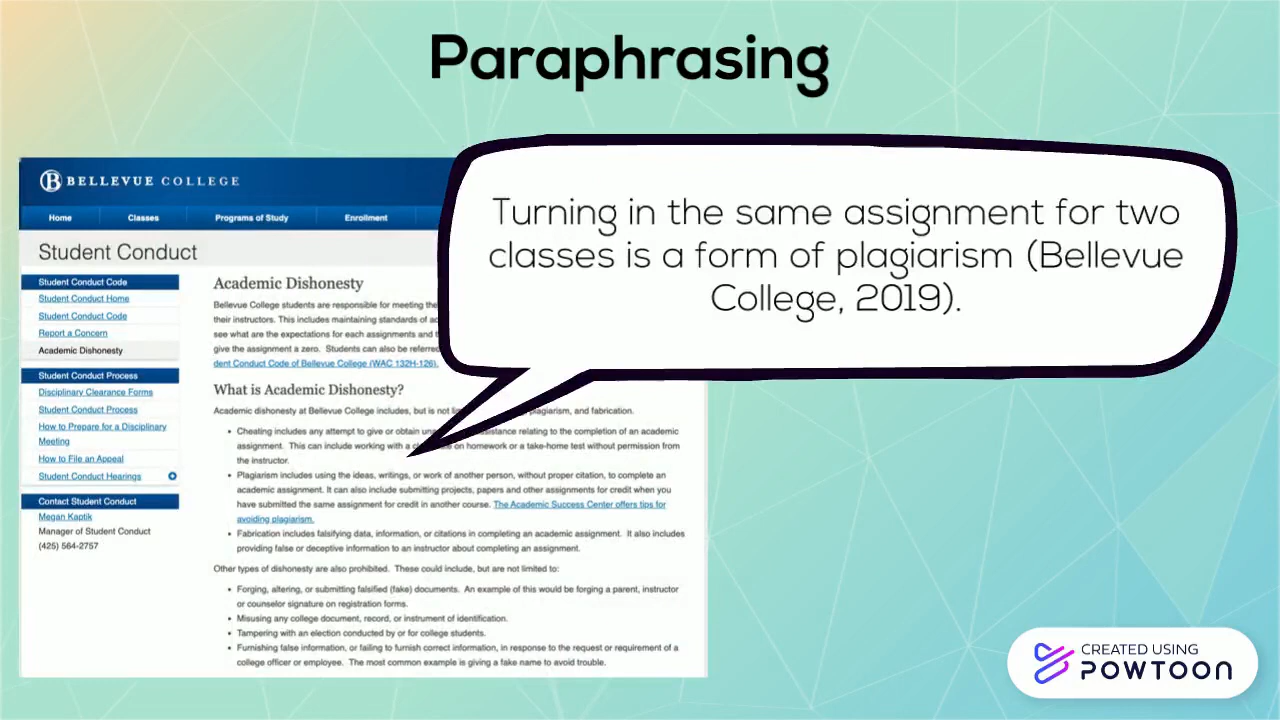 Paraphrasing
BELLEVUE COLLEGE
Home Classes Programs of Study Enrollment
Student Conduct
Student Conduct Code
Student Conduct Home
Student Conduct Code
Report a Concern
Academic Dishonesty
Student Conduct Process
Disciplinary Clearance Forms
Student Conduct Process
How to Prepare for a Disciplinary
Meeting
How to File an Appeal
Student Conduct Hearings
Contact Student Conduct
Megan Kaptik
Manager of Student Conduct
(425) 564-2757
Academic Dishonesty
Bellevue College students are responsible for meeting the
their instructors. This includes maintaining standards of
see what are the expectations for each assignments and
give the assignment a zero. Students can also be referred
dent Conduct Code of Bellevue College (WAC 132H-126).
What is Academic Dishonesty?
Academic dishonesty at Bellevue College includes, but is not plagiarism, and fabrication.
• Cheating includes any attempt to give or obtain relating to the completion of an academic
assignment. This can include working with a on homework or a take-home test without permission from
the instructor.
• Plagiarism includes using the ideas, writings, or work of another person, without proper citation, to complete an
academic assignment. It can also include submitting projects, papers and other assignments for credit when you
have submitted the same assignment for credit in another course. The Academic Success Center offers tips for
avoiding plagiarism.
• Fabrication includes falsifying data, information, or citations in completing an academic assignment. It also includes
providing false or deceptive information to an instructor about completing an assignment.
Other types of dishonesty are also prohibited. These could include, but are not limited to:
• Forging, altering, or submitting falsified (fake) documents. An example of this would be forging a parent, instructor
or counselor signature on registration forms.
• Misusing any college document, record, or instrument of identification.
• Tampering with an election conducted by or for college students.
• Furnishing false information, or failing to furnish correct information, in response to the request or requirement of a
college officer or employee. The most common example is giving a fake name to avoid trouble.
Turning in the same assignment for two
classes is a form of plagiarism (Bellevue
College, 2019).
CREATED USING
POWTOON